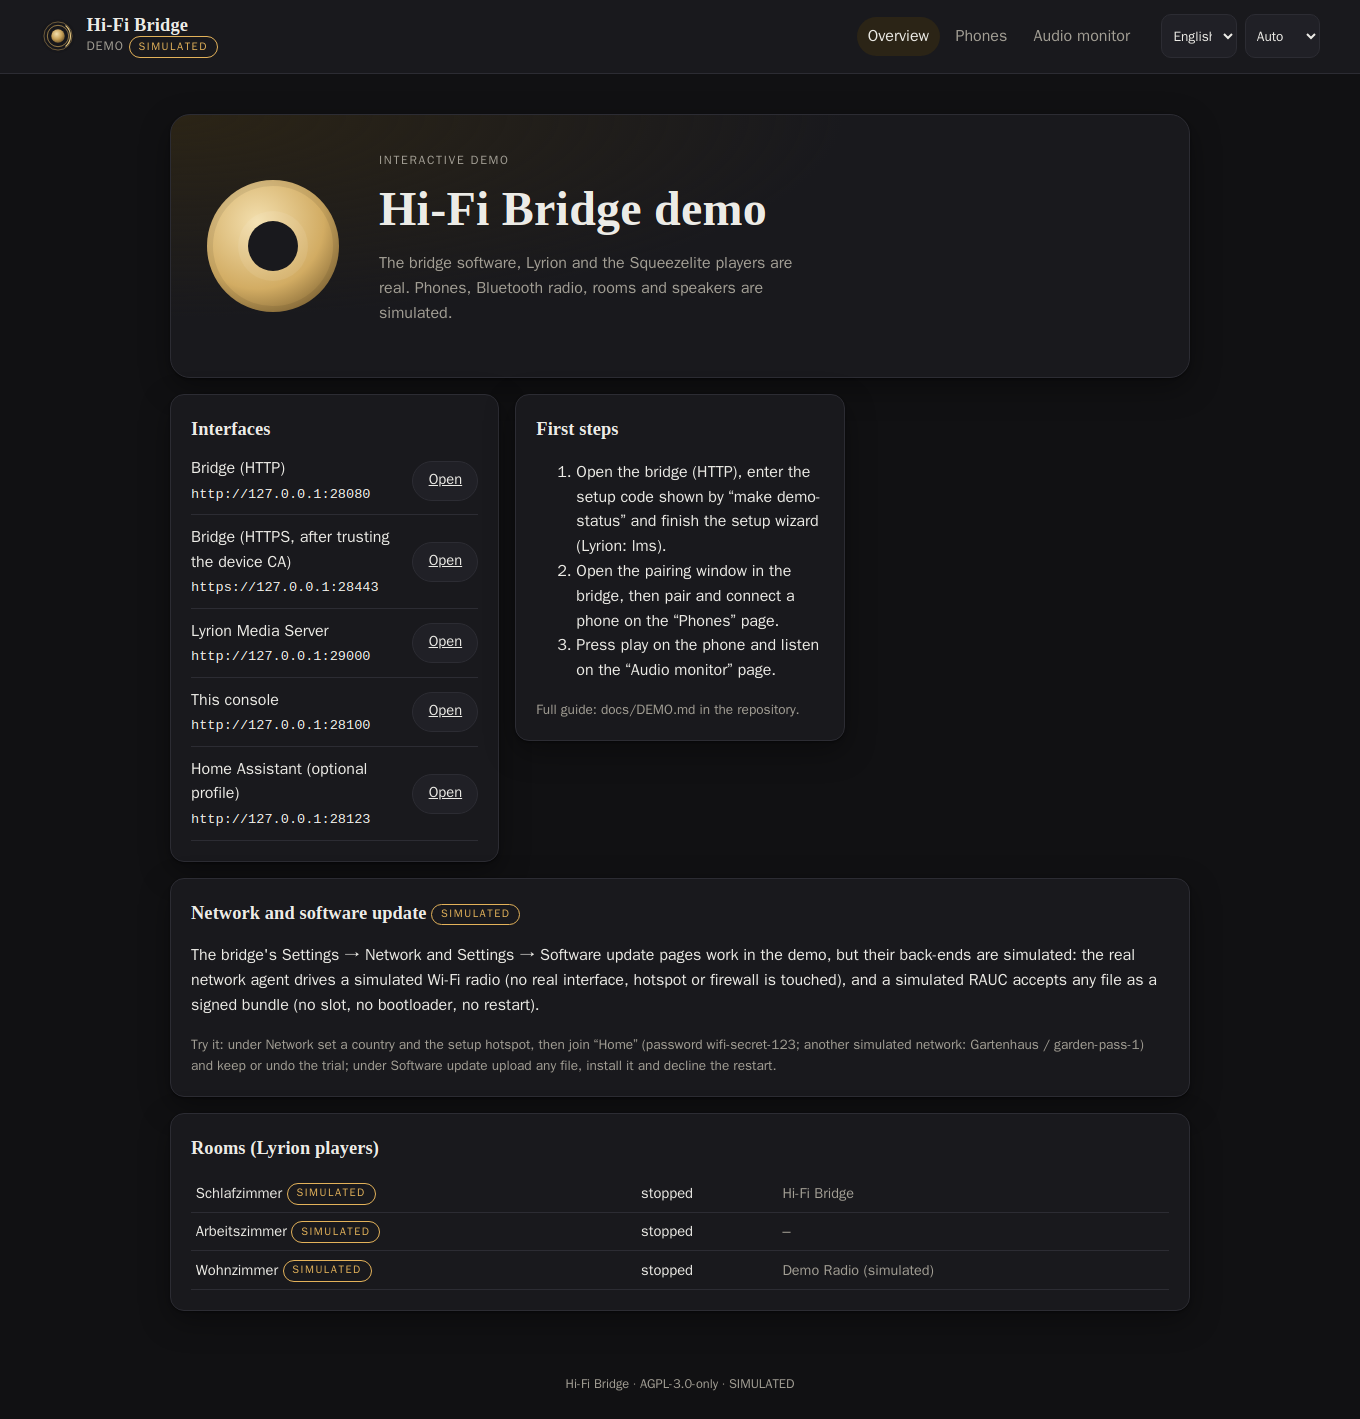 Hi-Fi Bridge
DEMO SIMULATED
Overview Phones Audio monitor English Auto
INTERACTIVE DEMO
Hi-Fi Bridge demo
The bridge software, Lyrion and the Squeezelite players are
real. Phones, Bluetooth radio, rooms and speakers are
simulated.
Interfaces
Bridge (HTTP)
http://127.0.0.1:28080
Open
Bridge (HTTPS, after trusting
the device CA)
https://127.0.0.1:28443
Open
Lyrion Media Server
http://127.0.0.1:29000
Open
This console
http://127.0.0.1:28100
Open
Home Assistant (optional
profile)
http://127.0.0.1:28123
Open
First steps
1. Open the bridge (HTTP), enter the
setup code shown by “make demo-
status” and finish the setup wizard
(Lyrion: lms).
2. Open the pairing window in the
bridge, then pair and connect a
phone on the “Phones” page.
3. Press play on the phone and listen
on the “Audio monitor” page.
Full guide: docs/DEMO.md in the repository.
Network and software update SIMULATED
The bridge's Settings → Network and Settings → Software update pages work in the demo, but their back-ends are simulated: the real
network agent drives a simulated Wi-Fi radio (no real interface, hotspot or firewall is touched), and a simulated RAUC accepts any file as a
signed bundle (no slot, no bootloader, no restart).
Try it: under Network set a country and the setup hotspot, then join “Home” (password wifi-secret-123; another simulated network: Gartenhaus / garden-pass-1)
and keep or undo the trial; under Software update upload any file, install it and decline the restart.
Rooms (Lyrion players)
Schlafzimmer SIMULATED stopped Hi-Fi Bridge
Arbeitszimmer SIMULATED stopped –
Wohnzimmer SIMULATED stopped Demo Radio (simulated)
Hi-Fi Bridge · AGPL-3.0-only · SIMULATED